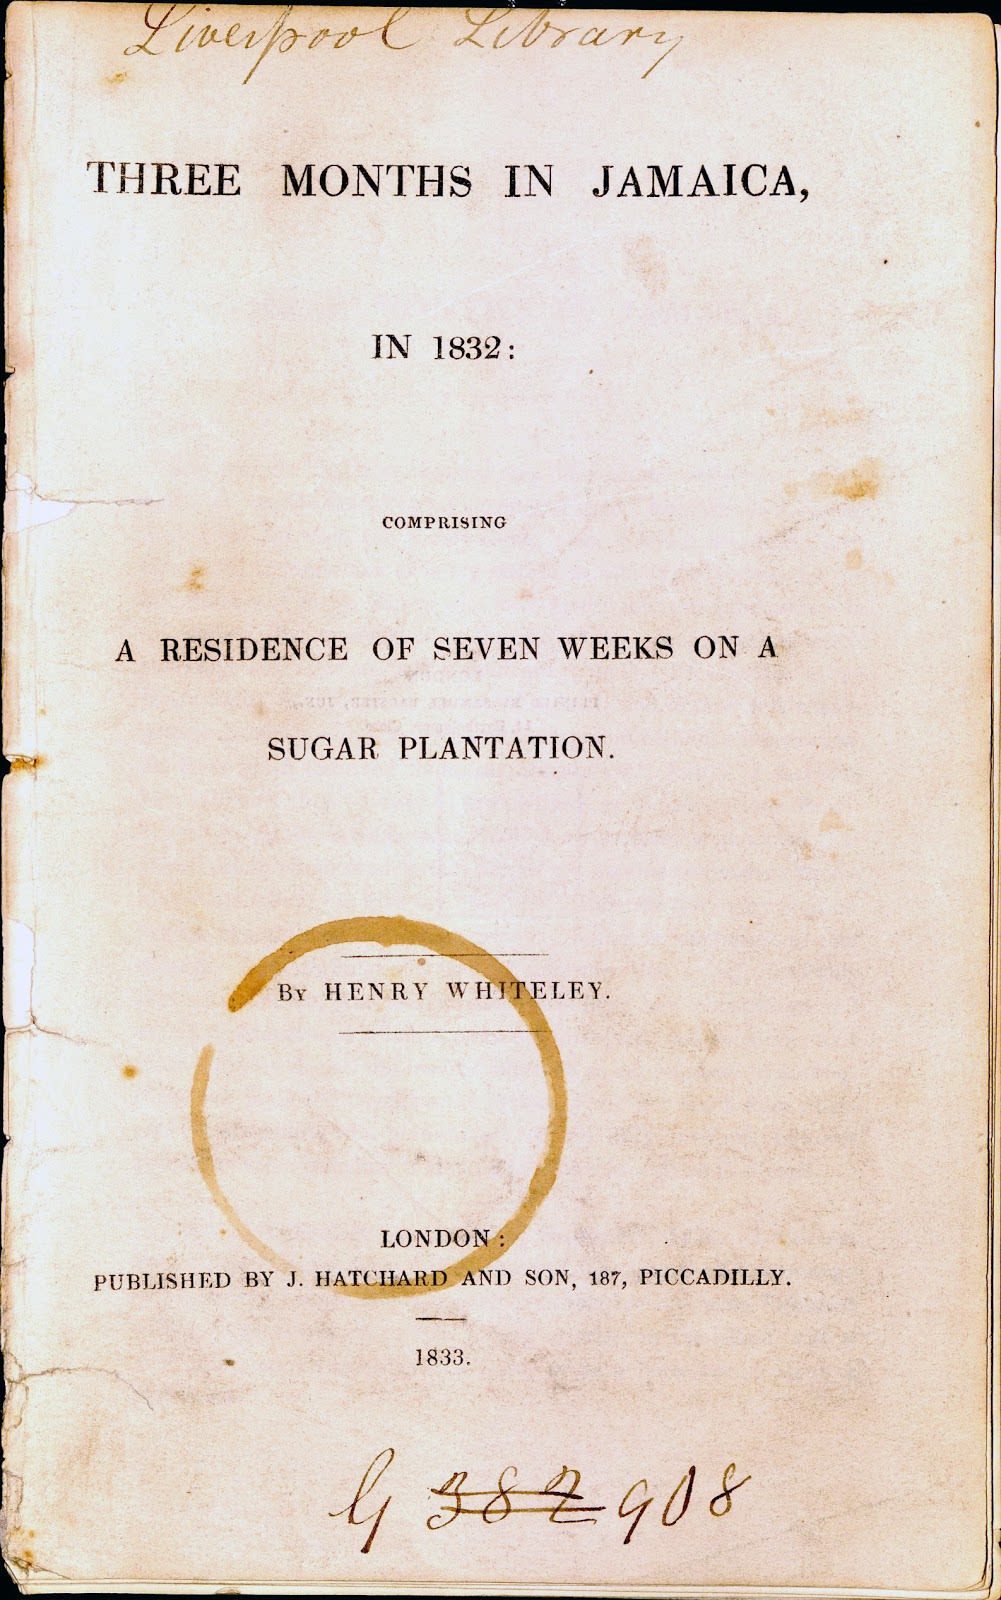 Liverpool Library
THREE MONTHS IN JAMAICA,
IN 1832:
COMPRISING
A RESIDENCE OF SEVEN WEEKS ON A
SUGAR PLANTATION.
By HENRY WHITELEY.
LONDON:
PUBLISHED BY J. HATCHARD AND SON, 187, PICCADILLY.
1833.
G 382 908